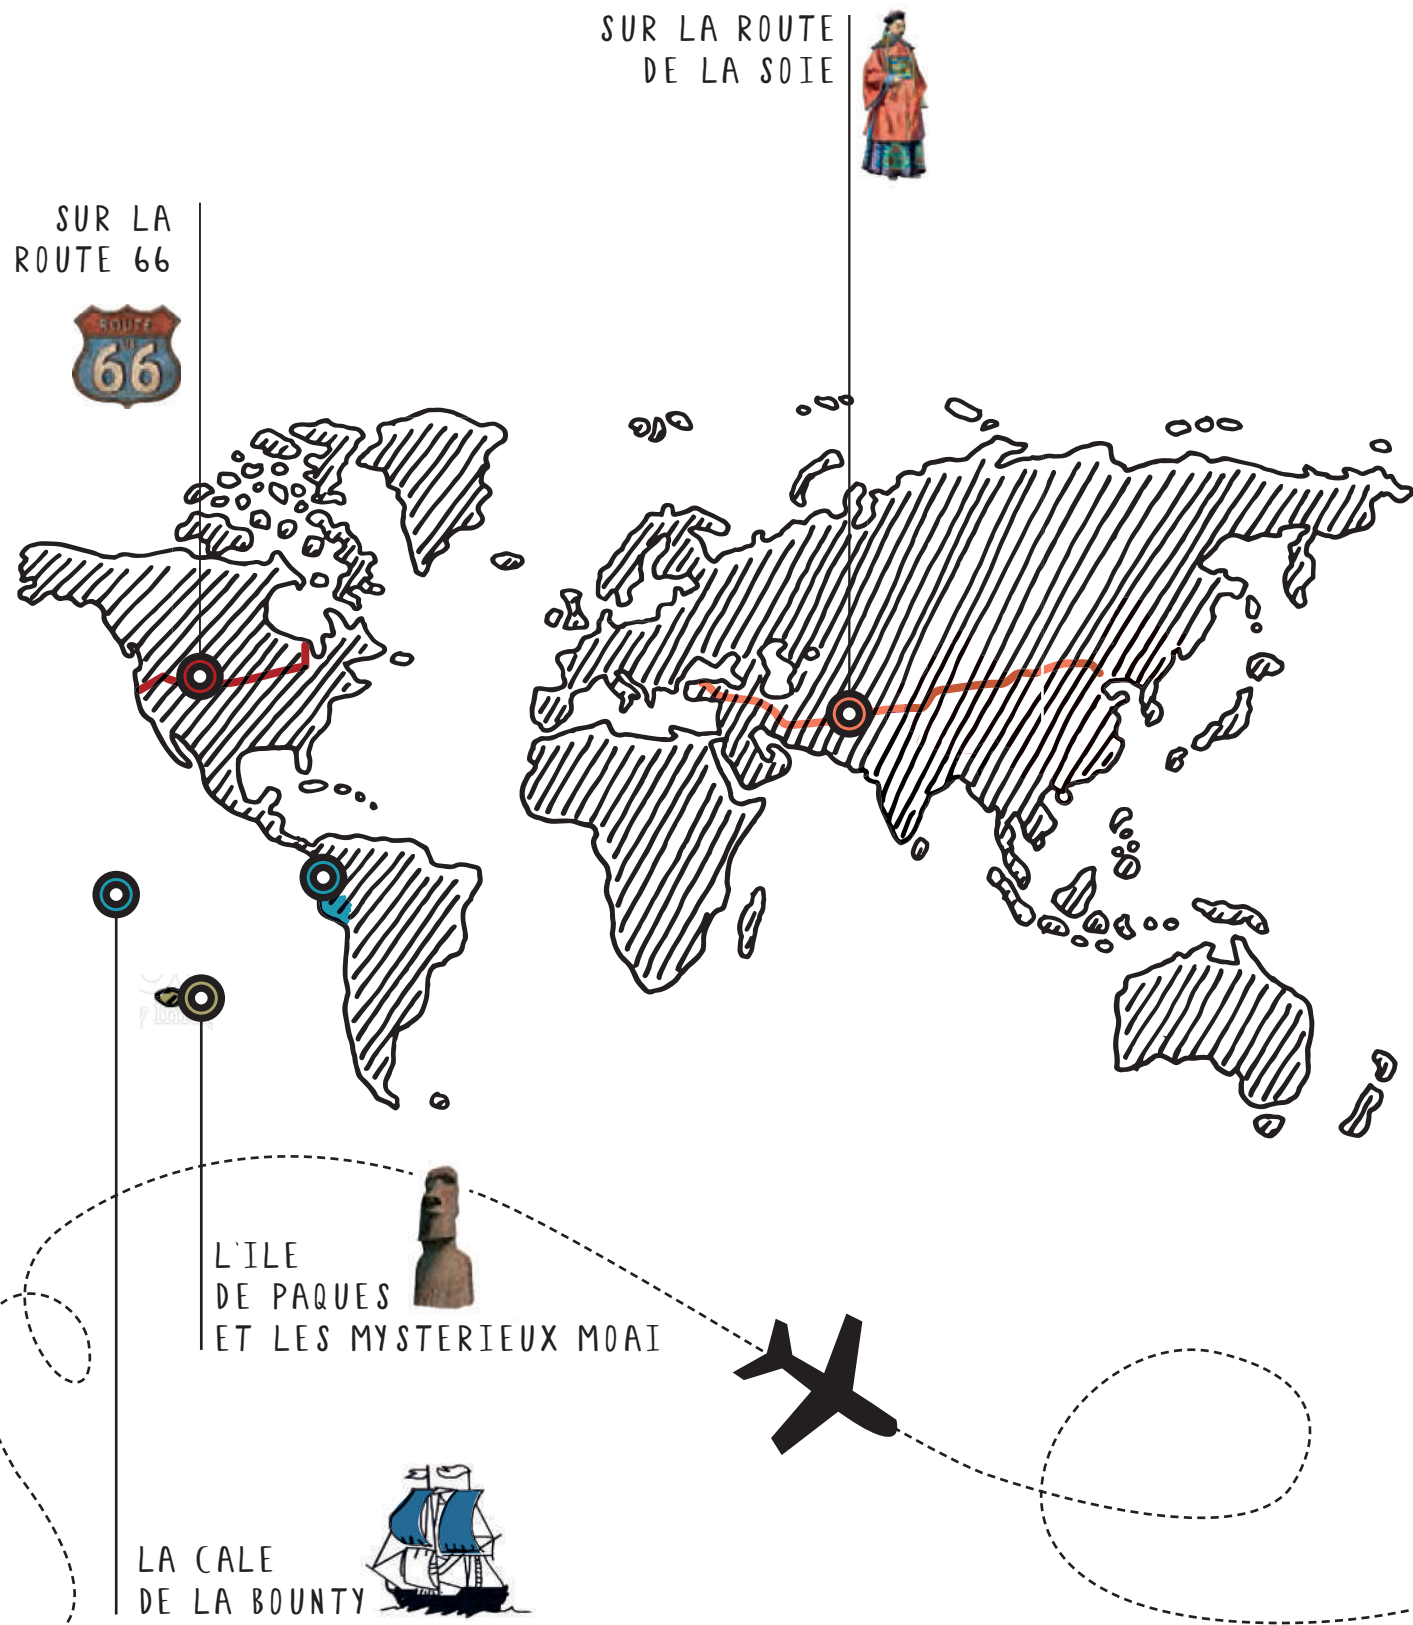 SUR LA ROUTE
DE LA SOIE
SUR LA
ROUTE 66
ROUTE
US
66
L'ILE
DE PAQUES
ET LES MYSTERIEUX MOAI
LA CALE
DE LA BOUNTY